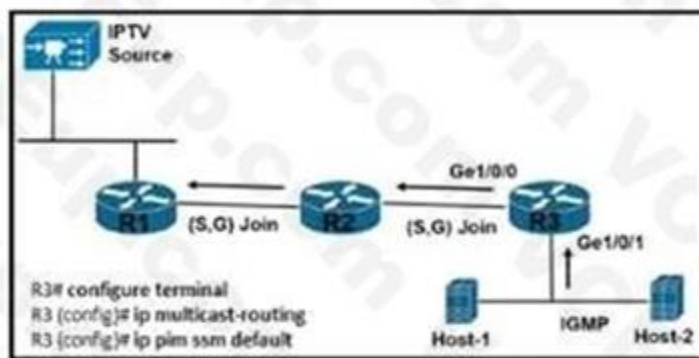 IPTV
Source
Ge1/0/0
R1
R2
R3
(S,G) Join
(S,G) Join
Ge1/0/1
R3# configure terminal
R3 (config)# ip multicast-routing
R3 (config)# ip pim ssm default
Host-1
IGMP
Host-2